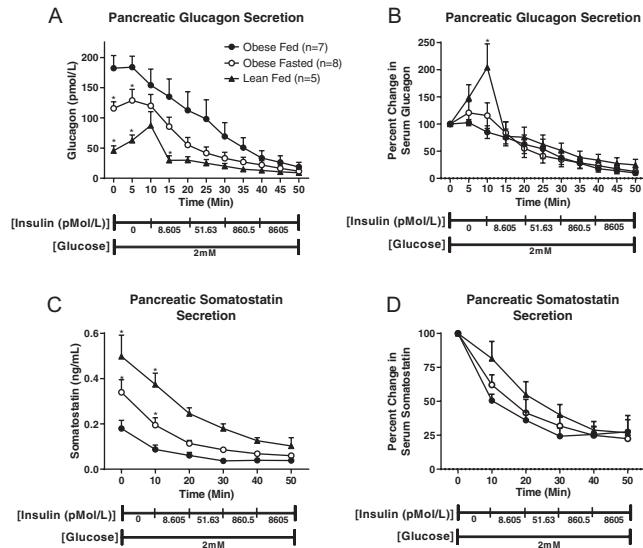 A
Pancreatic Glucagon Secretion
Glucagon (pmol/L)
200
150
100
50
0
Obese Fed (n=7)
Obese Fasted (n=8)
Lean Fed (n=5)
* * * * *
0 5 10 15 20 25 30 35 40 45 50
Time (Min)
[Insulin (pMol/L)]
0 8.605 51.63 860.5 8605
[Glucose]
2mM
B
Pancreatic Glucagon Secretion
Percent Change in
Serum Glucagon
250
200
150
100
50
0
*
0 5 10 15 20 25 30 35 40 45 50
Time (Min)
[Insulin (pMol/L)]
0 8.605 51.63 860.5 8605
[Glucose]
2mM
C
Pancreatic Somatostatin
Secretion
Somatostatin (ng/mL)
0.6
0.4
0.2
0.0
* * * *
0 10 20 30 40 50
Time (Min)
[Insulin (pMol/L)]
0 8.605 51.63 860.5 8605
[Glucose]
2mM
D
Pancreatic Somatostatin
Secretion
Percent Change in
Serum Somatostatin
100
75
50
25
0
0 10 20 30 40 50
Time (Min)
[Insulin (pMol/L)]
0 8.605 51.63 860.5 8605
[Glucose]
2mM